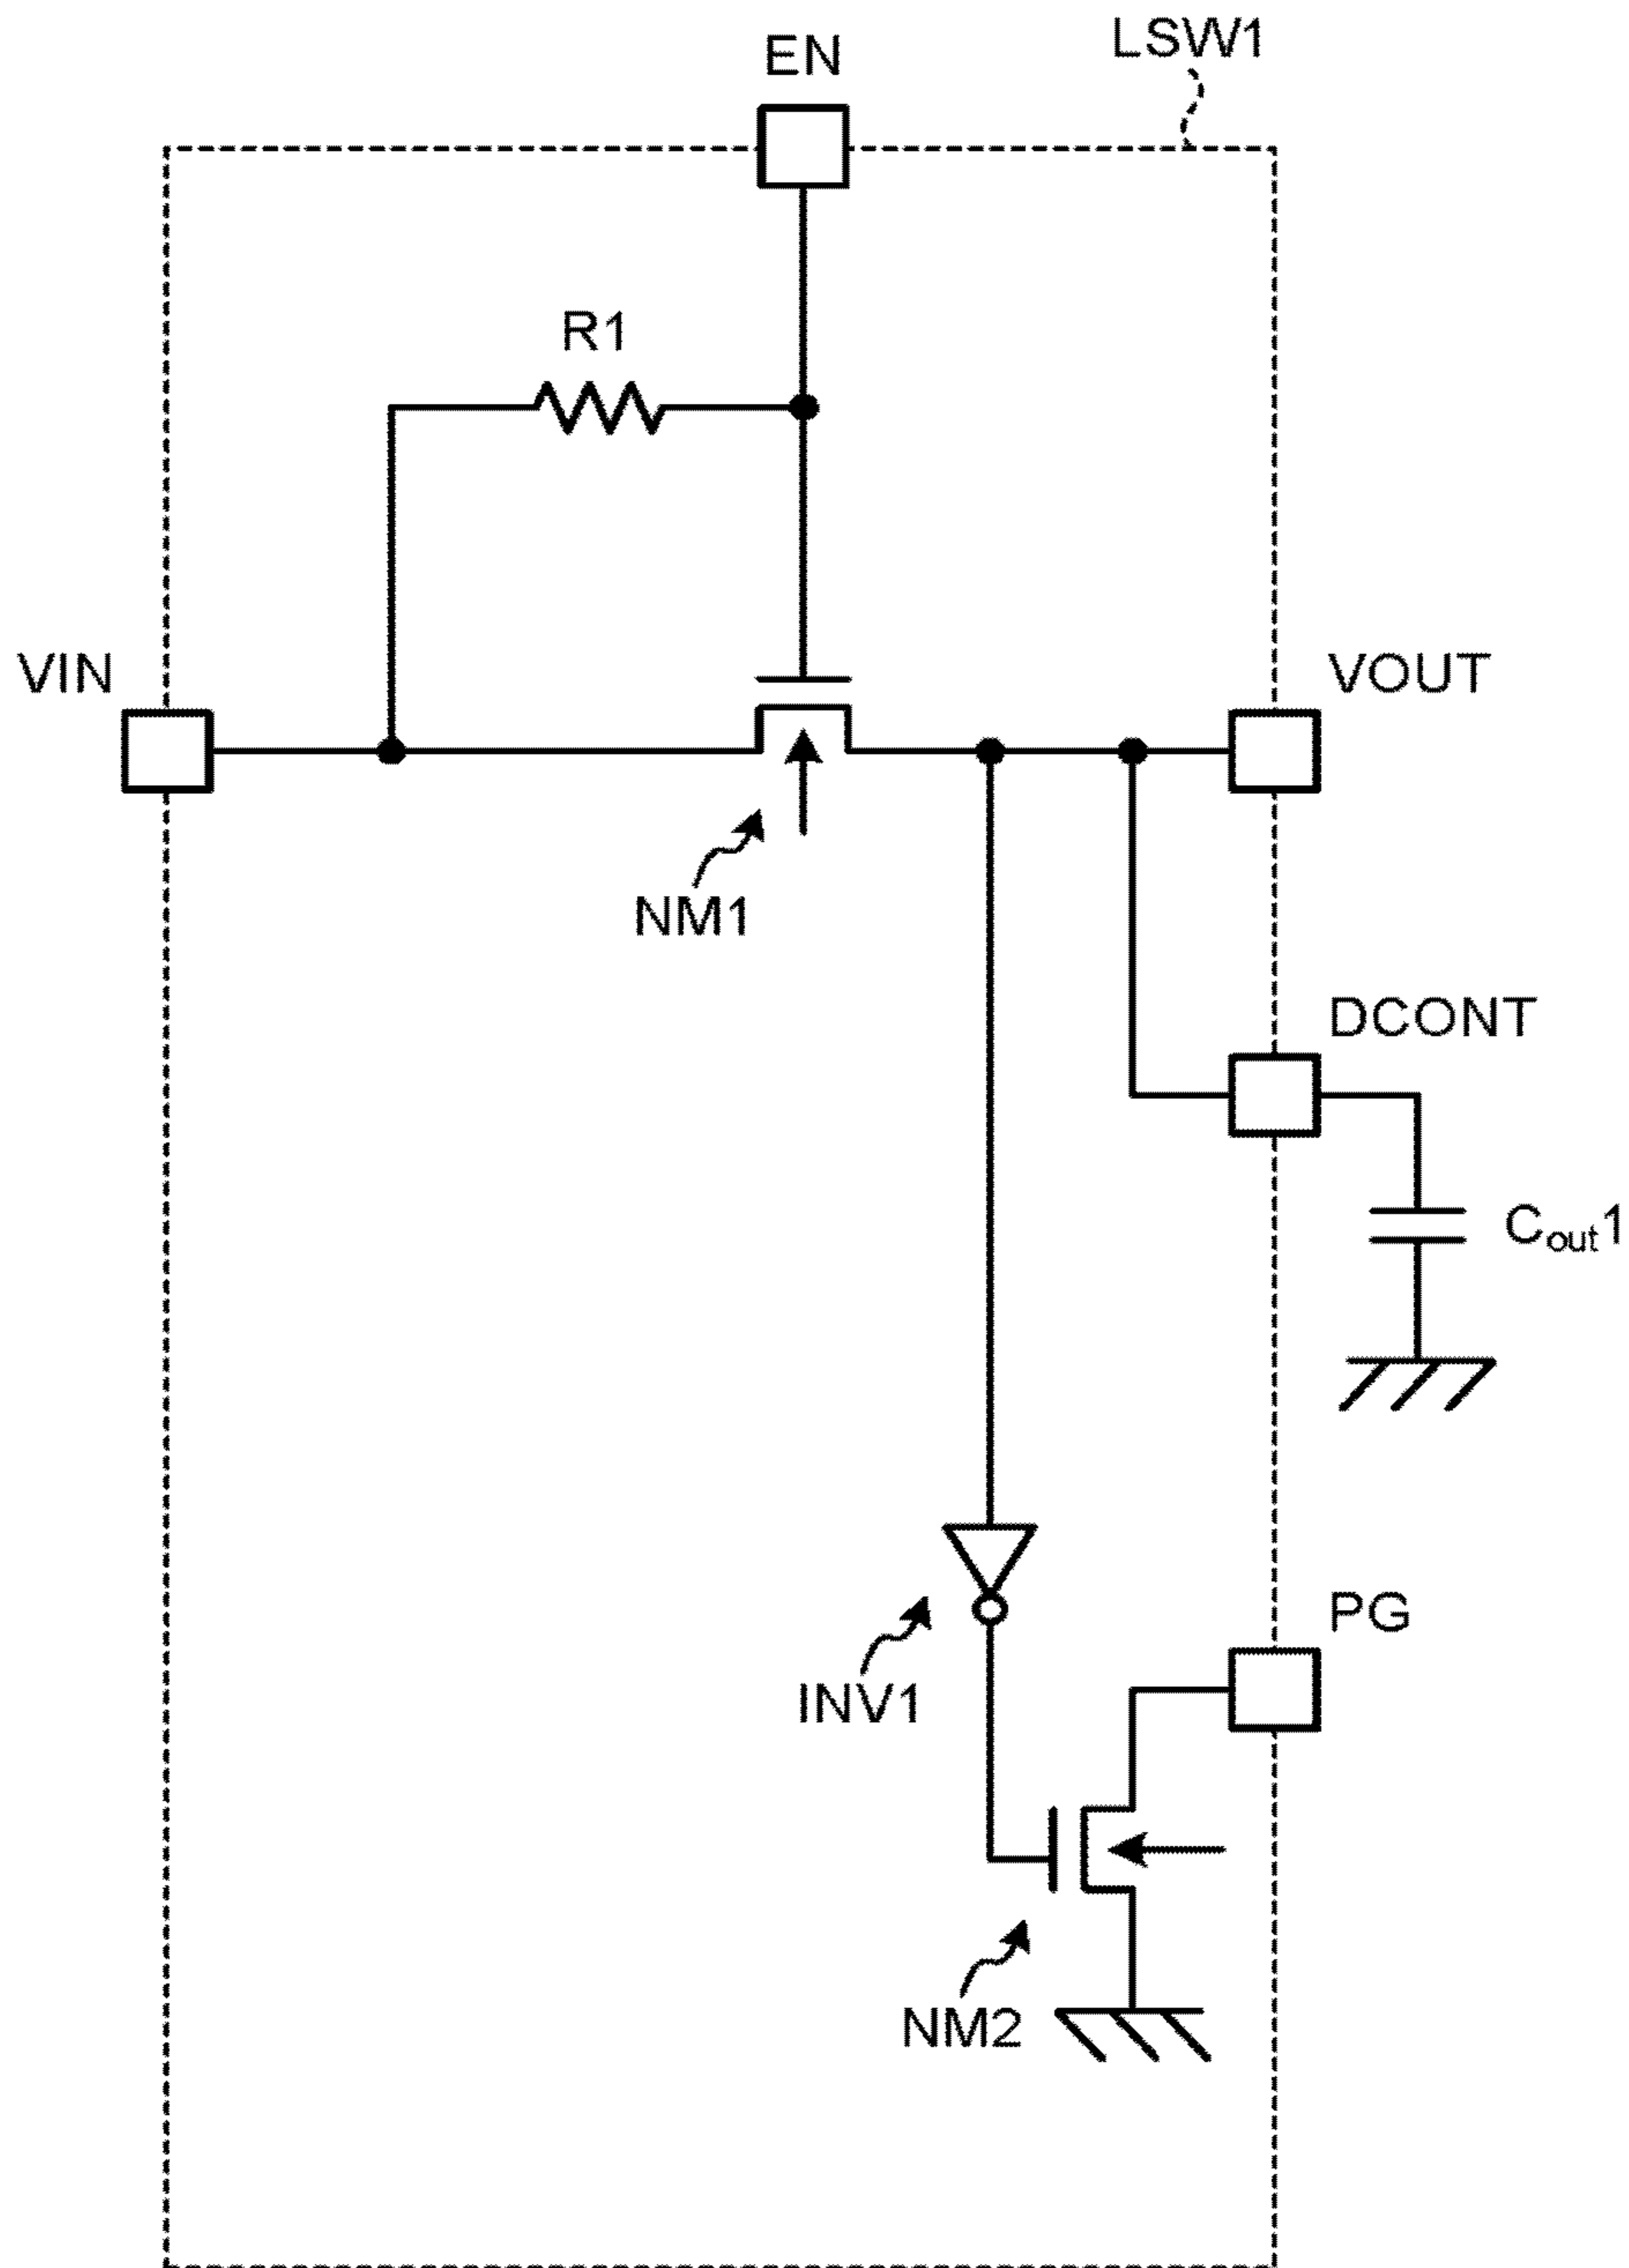 LSW1
EN
R1
VIN
VOUT
NM1
DCONT
Cout1
PG
INV1
NM2